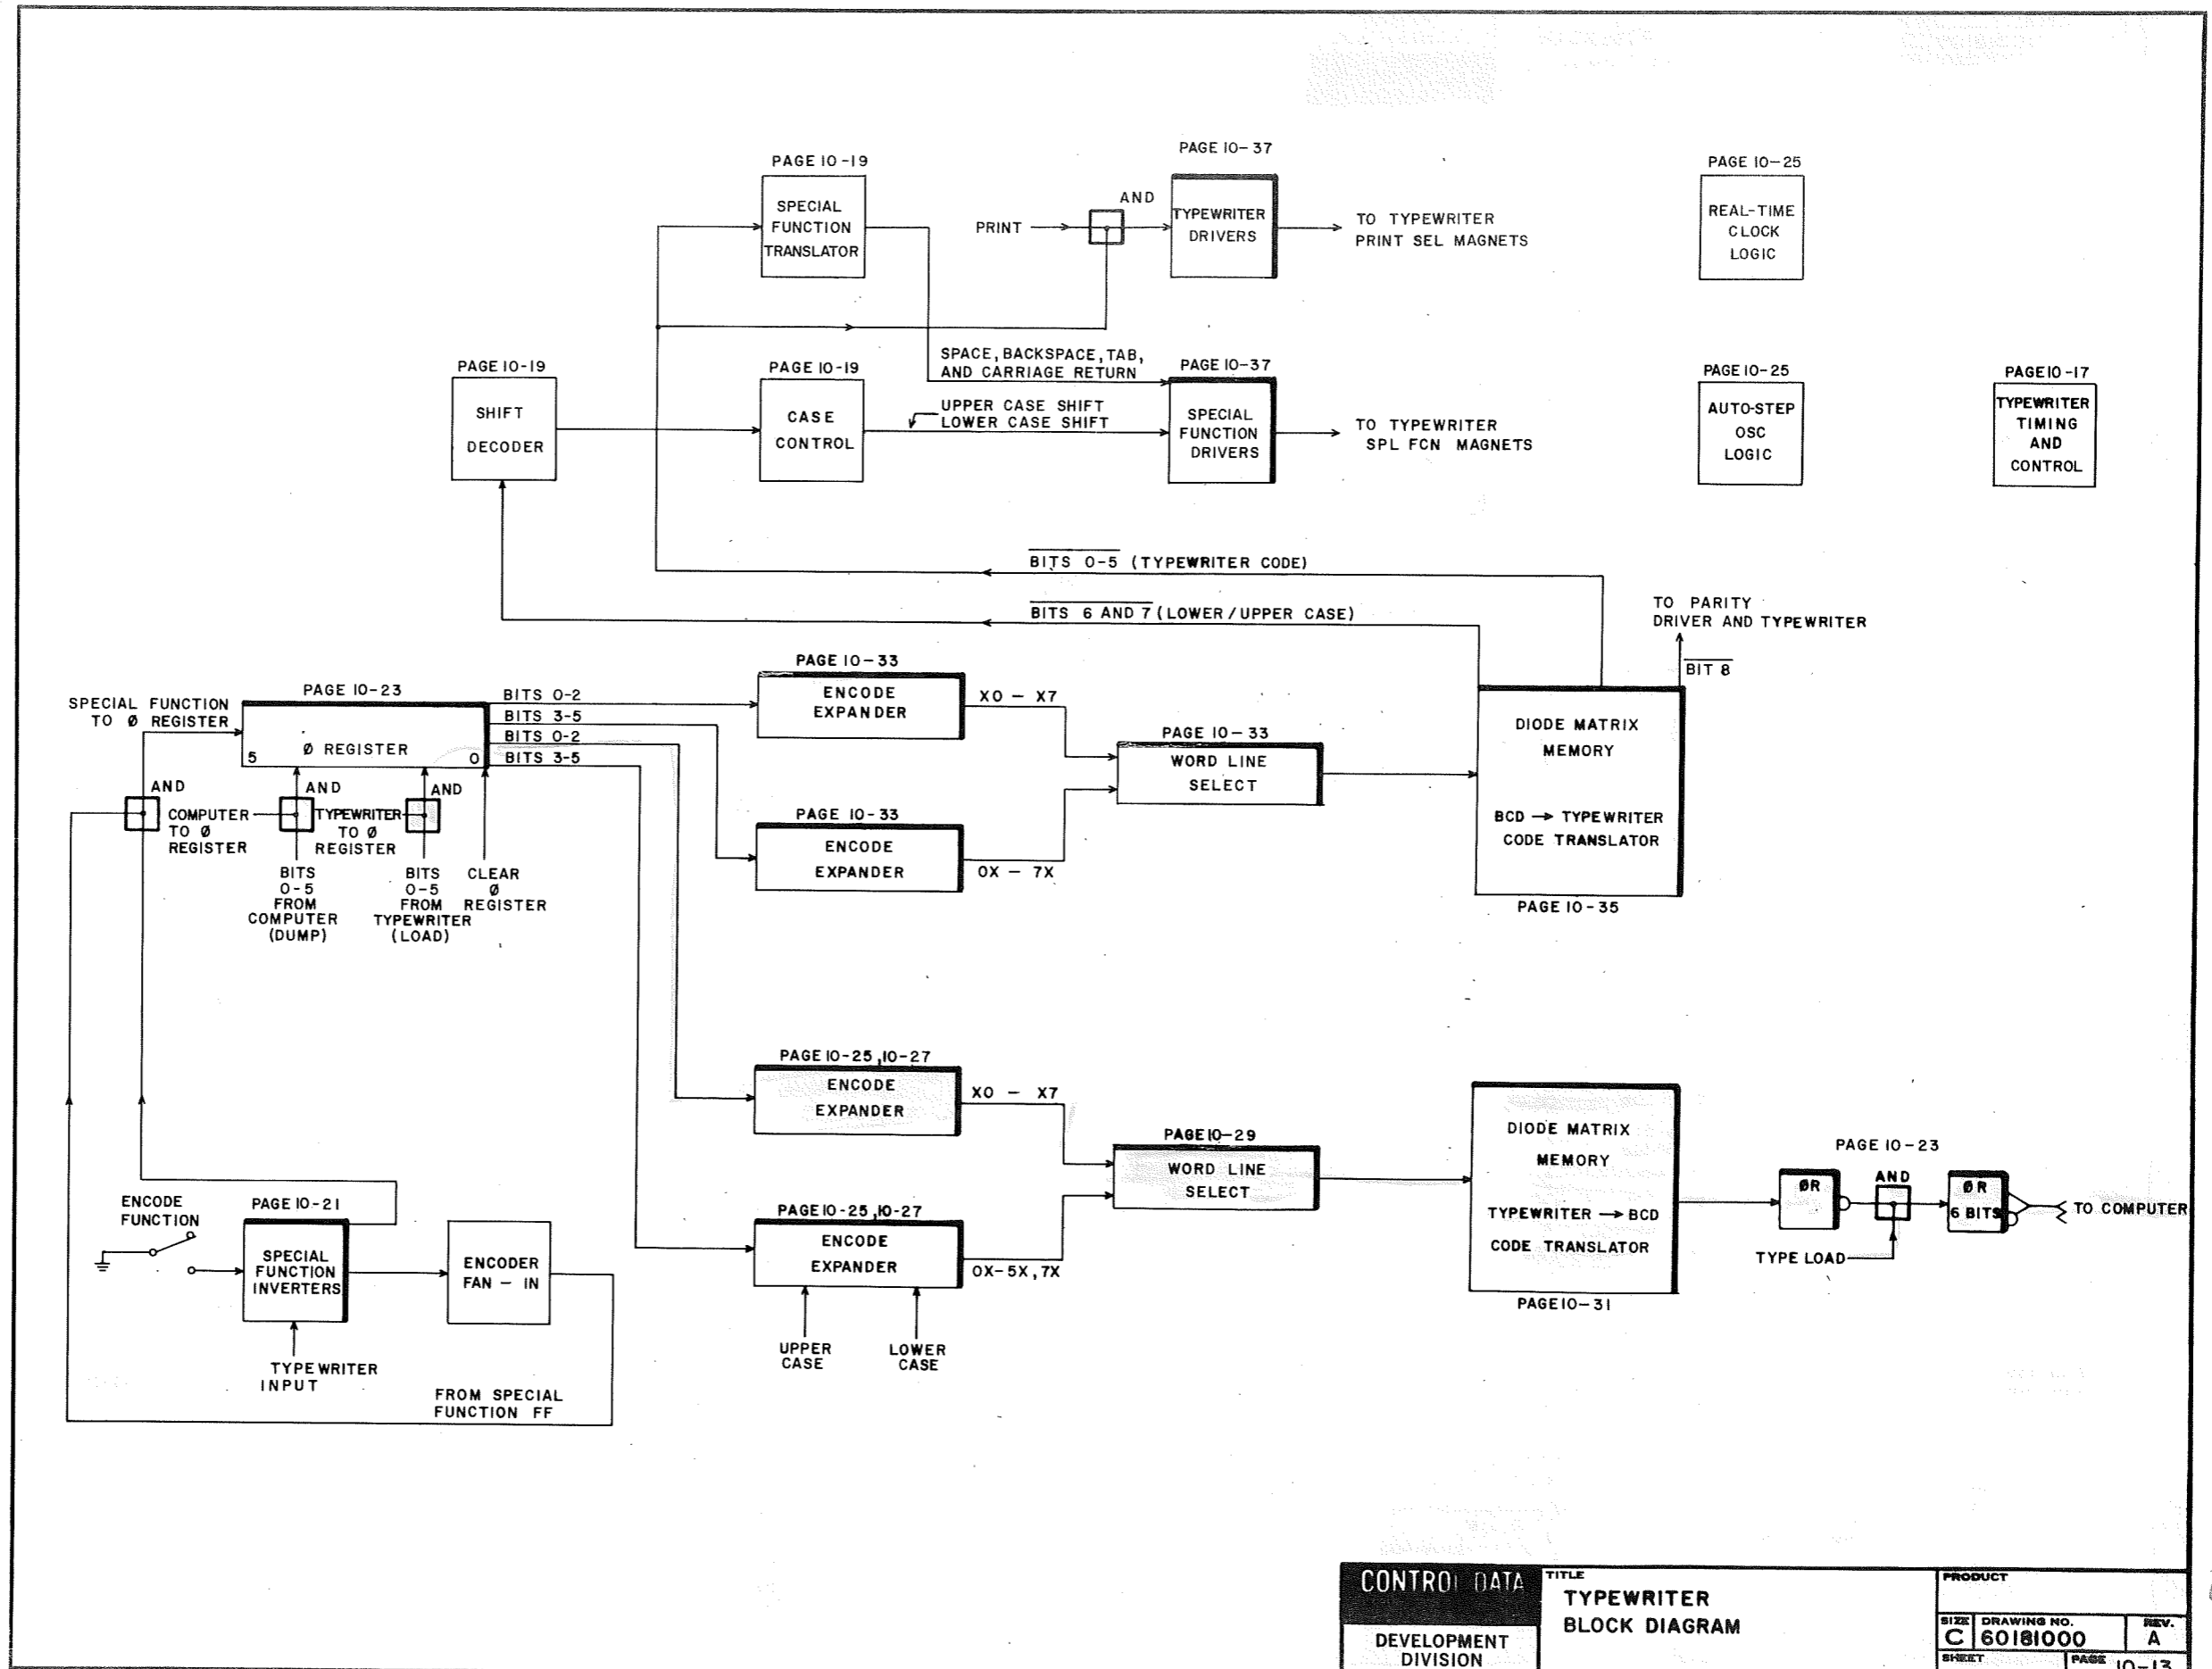 PAGE 10-19
SPECIAL
FUNCTION
TRANSLATOR
PRINT
AND
PAGE 10-37
TYPEWRITER
DRIVERS
TO TYPEWRITER
PRINT SEL MAGNETS
PAGE 10-25
REAL-TIME
CLOCK
LOGIC
PAGE 10-19
SHIFT
DECODER
PAGE 10-19
CASE
CONTROL
SPACE, BACKSPACE, TAB,
AND CARRIAGE RETURN
UPPER CASE SHIFT
LOWER CASE SHIFT
PAGE 10-37
SPECIAL
FUNCTION
DRIVERS
TO TYPEWRITER
SPL FCN MAGNETS
PAGE 10-25
AUTO-STEP
OSC
LOGIC
PAGE 10-17
TYPEWRITER
TIMING
AND
CONTROL
BITS 0-5 (TYPEWRITER CODE)
BITS 6 AND 7 (LOWER/UPPER CASE)
TO PARITY
DRIVER AND TYPEWRITER
BIT 8
SPECIAL FUNCTION
TO Ø REGISTER
PAGE 10-23
5 Ø REGISTER 0
BITS 0-2
BITS 3-5
BITS 0-2
BITS 3-5
AND
COMPUTER
TO Ø
REGISTER
AND
TYPEWRITER
TO Ø
REGISTER
AND
BITS
0-5
FROM
COMPUTER
(DUMP)
BITS
0-5
FROM
TYPEWRITER
(LOAD)
CLEAR
Ø
REGISTER
PAGE 10-33
ENCODE
EXPANDER
X0 - X7
PAGE 10-33
ENCODE
EXPANDER
0X - 7X
PAGE 10-33
WORD LINE
SELECT
DIODE MATRIX
MEMORY
BCD → TYPEWRITER
CODE TRANSLATOR
PAGE 10-35
PAGE 10-25, 10-27
ENCODE
EXPANDER
X0 - X7
PAGE 10-25, 10-27
ENCODE
EXPANDER
0X-5X, 7X
UPPER
CASE
LOWER
CASE
PAGE 10-29
WORD LINE
SELECT
DIODE MATRIX
MEMORY
TYPEWRITER → BCD
CODE TRANSLATOR
PAGE 10-31
PAGE 10-23
ØR
AND
TYPE LOAD
ØR
6 BITS
TO COMPUTER
ENCODE
FUNCTION
PAGE 10-21
SPECIAL
FUNCTION
INVERTERS
TYPEWRITER
INPUT
ENCODER
FAN - IN
FROM SPECIAL
FUNCTION FF
CONTROL DATA
DEVELOPMENT
DIVISION
TITLE
TYPEWRITER
BLOCK DIAGRAM
PRODUCT
SIZE
C
DRAWING NO.
60181000
REV.
A
SHEET
PAGE 10-13